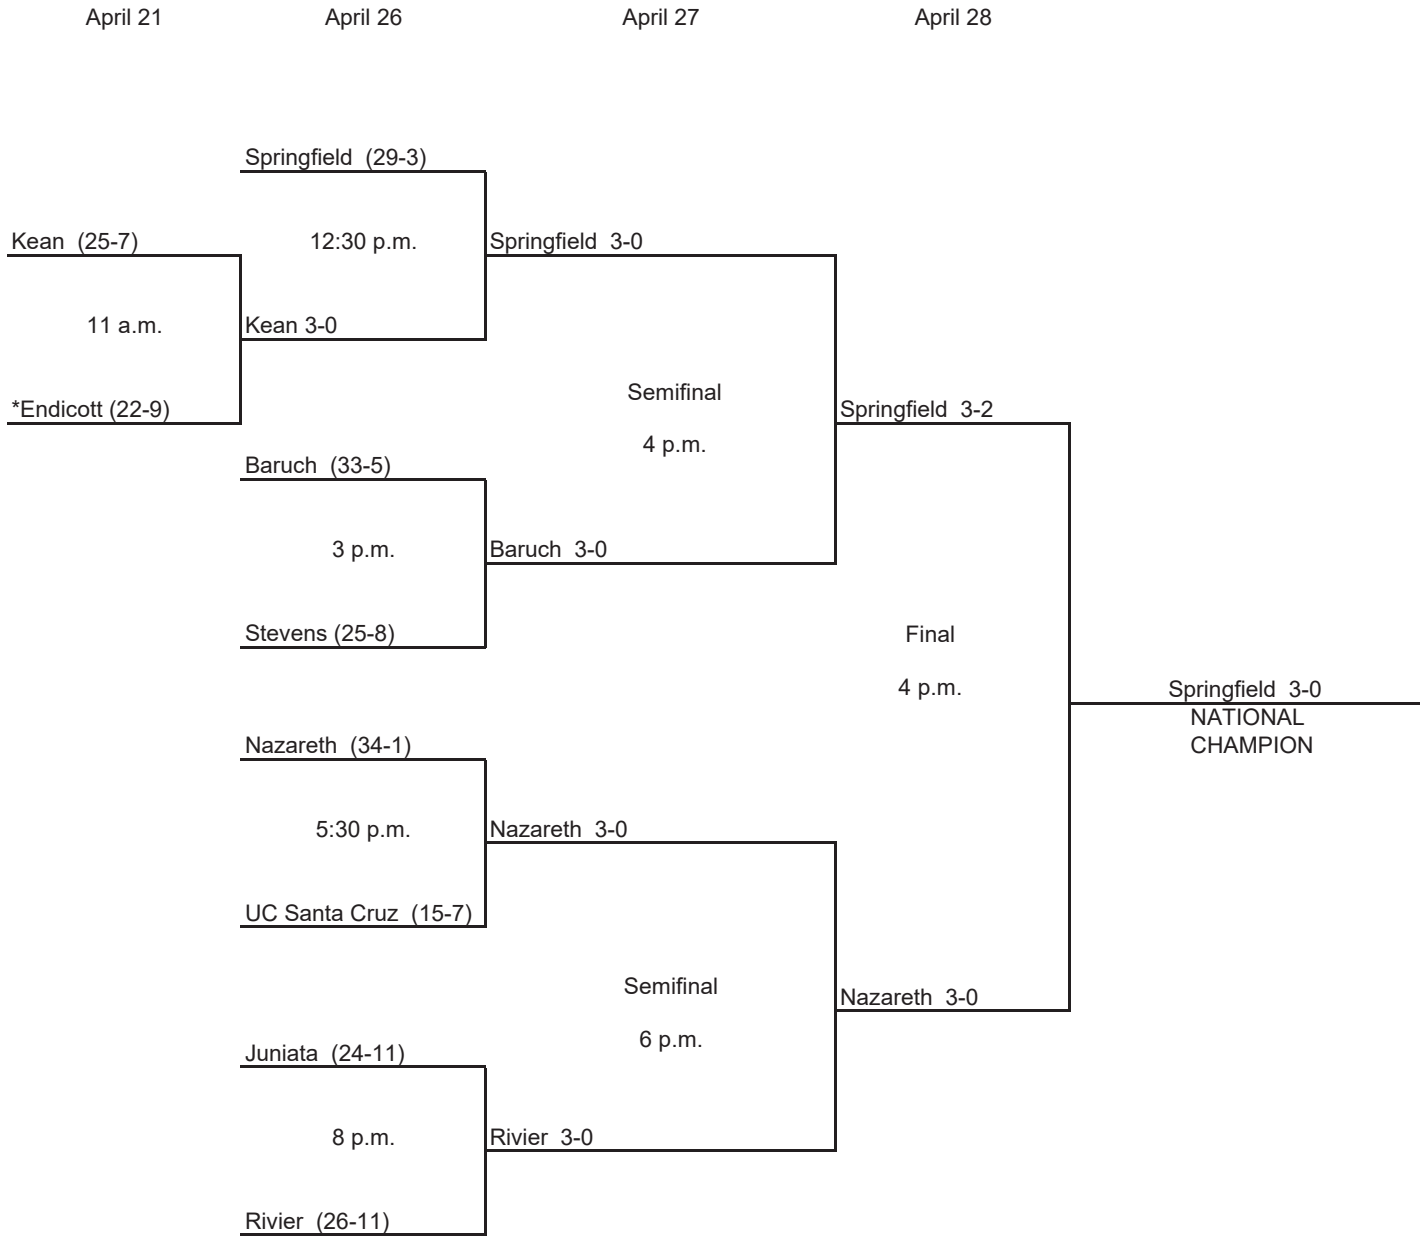 April 21 April 26 April 27 April 28
Springfield (29-3)
Kean (25-7) 12:30 p.m. Springfield 3-0
11 a.m. Kean 3-0
Semifinal
*Endicott (22-9) Springfield 3-2
4 p.m.
Baruch (33-5)
3 p.m. Baruch 3-0
Stevens (25-8) Final
4 p.m. Springfield 3-0
NATIONAL
Nazareth (34-1) CHAMPION
5:30 p.m. Nazareth 3-0
UC Santa Cruz (15-7)
Semifinal
Nazareth 3-0
6 p.m.
Juniata (24-11)
8 p.m. Rivier 3-0
Rivier (26-11)